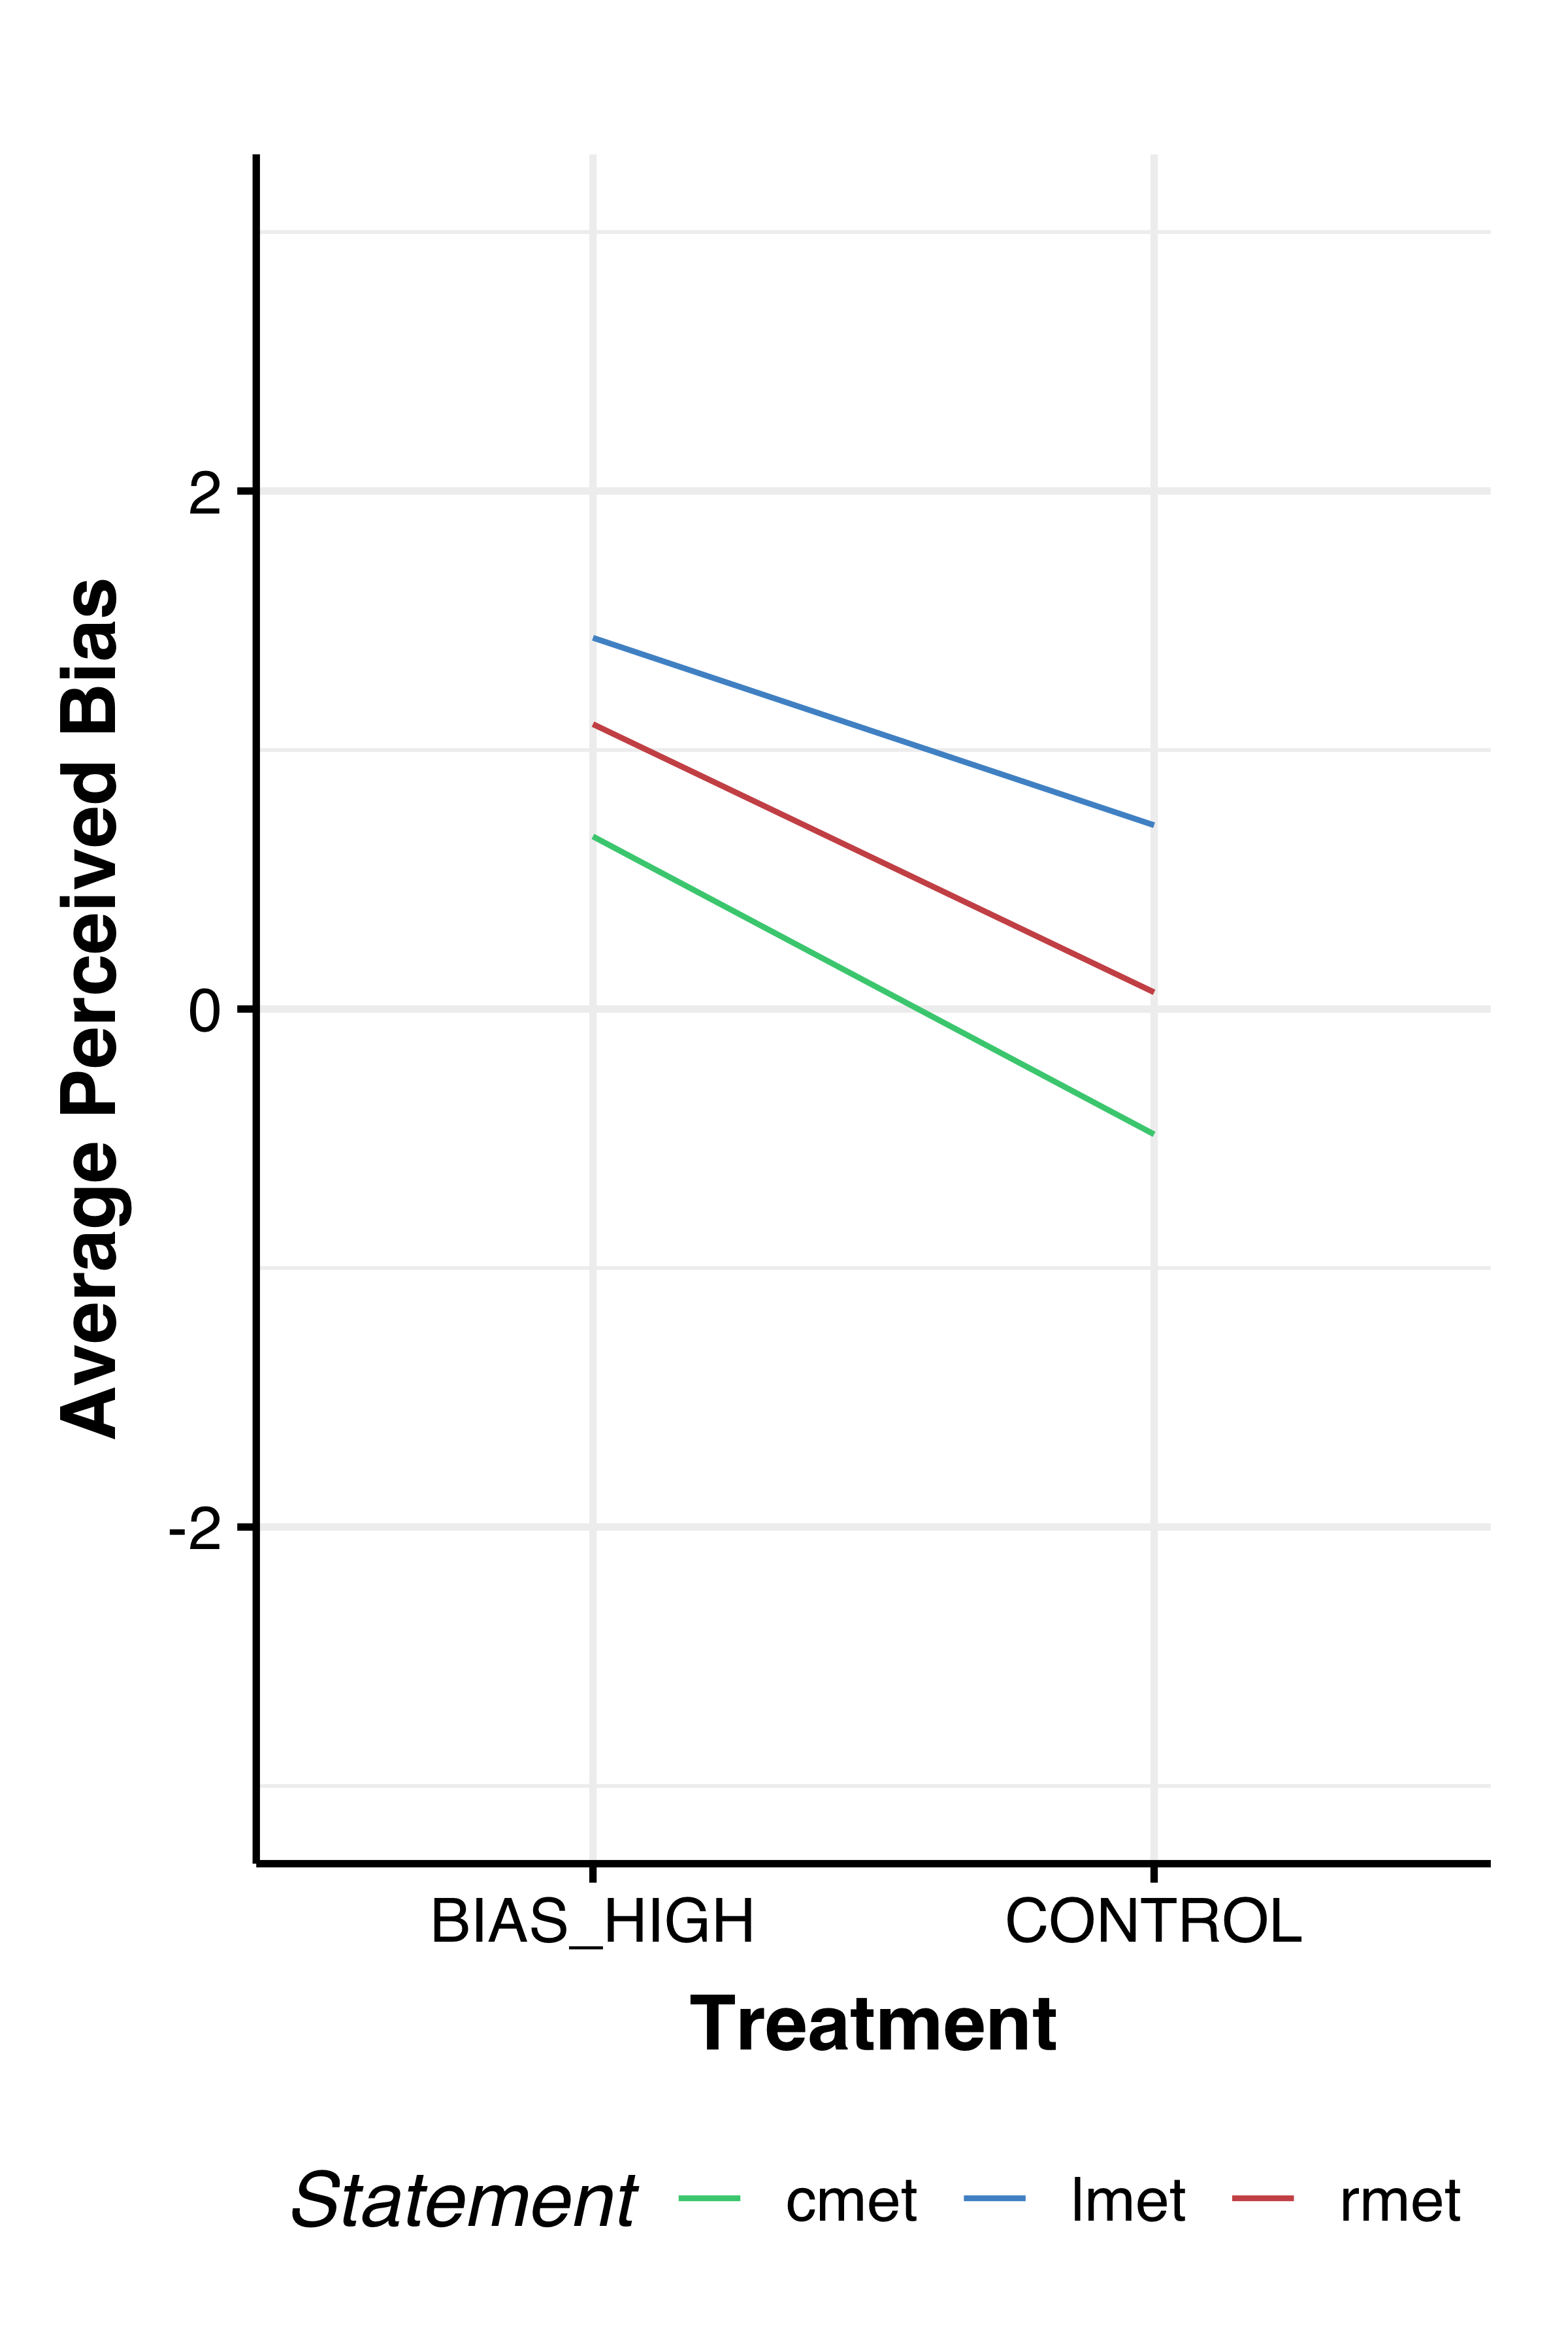 Average Perceived Bias
2
0
-2
BIAS_HIGH CONTROL
Treatment
Statement cmet lmet rmet